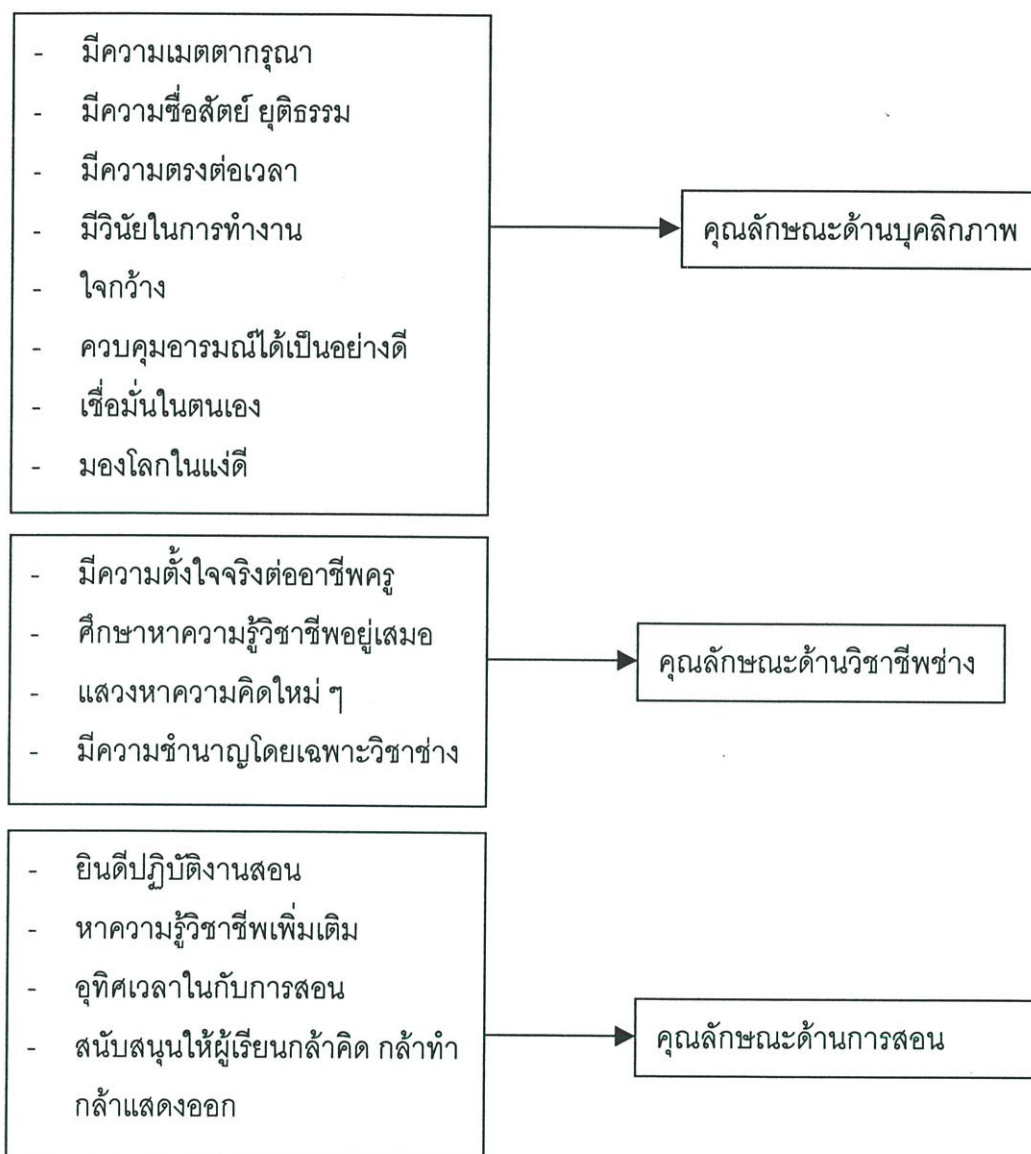 - มีความเมตตากรุณา
- มีความซื่อสัตย์ ยุติธรรม
- มีความตรงต่อเวลา
- มีวินัยในการทำงาน
- ใจกว้าง
- ควบคุมอารมณ์ได้เป็นอย่างดี
- เชื่อมั่นในตนเอง
- มองโลกในแง่ดี
คุณลักษณะด้านบุคลิกภาพ
- มีความตั้งใจจริงต่ออาชีพครู
- ศึกษาหาความรู้วิชาชีพอยู่เสมอ
- แสวงหาความคิดใหม่ ๆ
- มีความชำนาญโดยเฉพาะวิชาช่าง
คุณลักษณะด้านวิชาชีพช่าง
- ยินดีปฏิบัติงานสอน
- หาความรู้วิชาชีพเพิ่มเติม
- อุทิศเวลาในกับการสอน
- สนับสนุนให้ผู้เรียนกล้าคิด กล้าทำ
กล้าแสดงออก
คุณลักษณะด้านการสอน